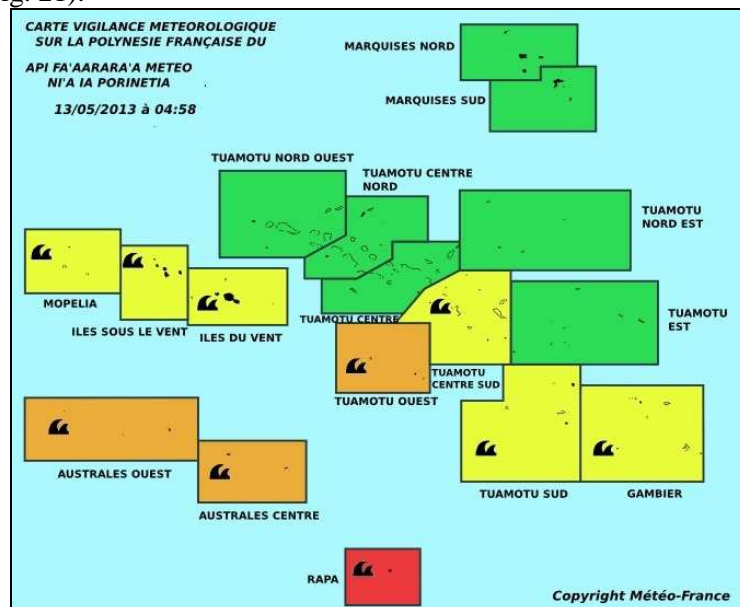 CARTE VIGILANCE METEOROLOGIQUE
SUR LA POLYNESIE FRANÇAISE DU
API FA'AARARA'A METEO
NI'A IA PORINETIA
13/05/2013 à 04:58
MARQUISES NORD
MARQUISES SUD
TUAMOTU NORD OUEST
TUAMOTU CENTRE
NORD
TUAMOTU
NORD EST
MOPELIA
ILES SOUS LE VENT
ILES DU VENT
TUAMOTU CENTRE
TUAMOTU
EST
TUAMOTU
CENTRE SUD
TUAMOTU OUEST
AUSTRALES OUEST
TUAMOTU SUD
GAMBIER
AUSTRALES CENTRE
RAPA
Copyright Météo-France